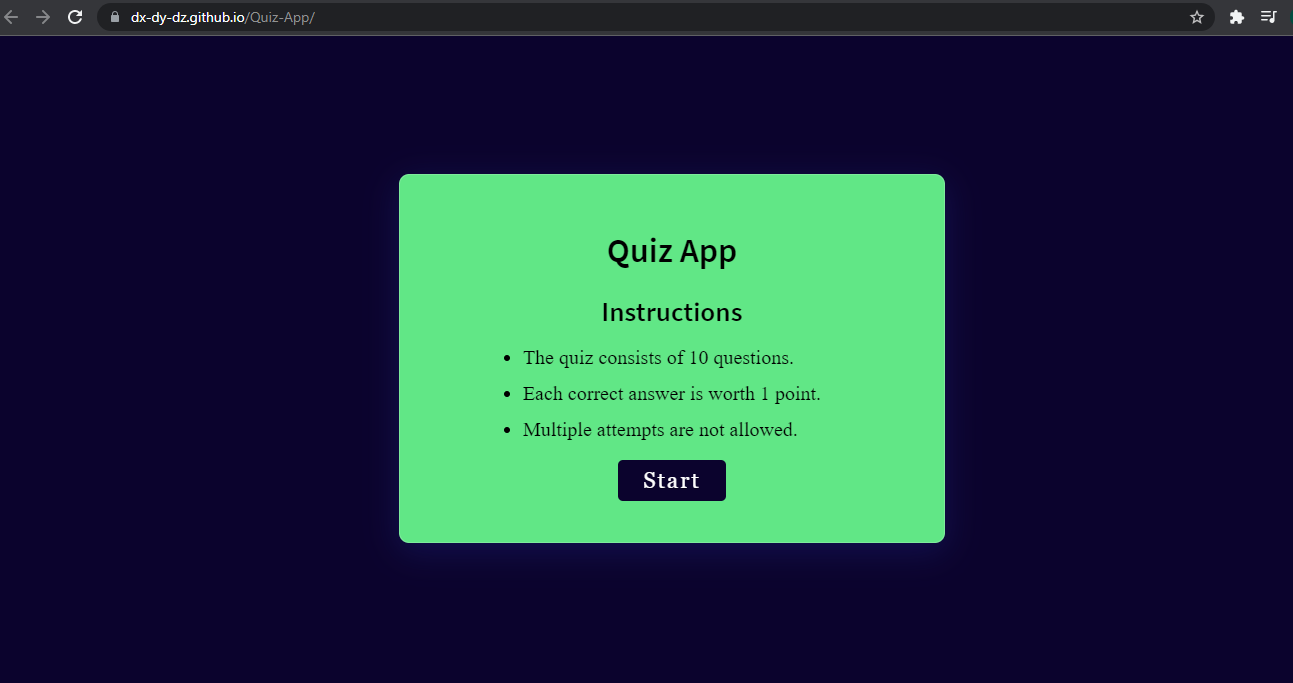 dx-dy-dz.github.io/Quiz-App/
Quiz App
Instructions
The quiz consists of 10 questions.
Each correct answer is worth 1 point.
Multiple attempts are not allowed.
Start